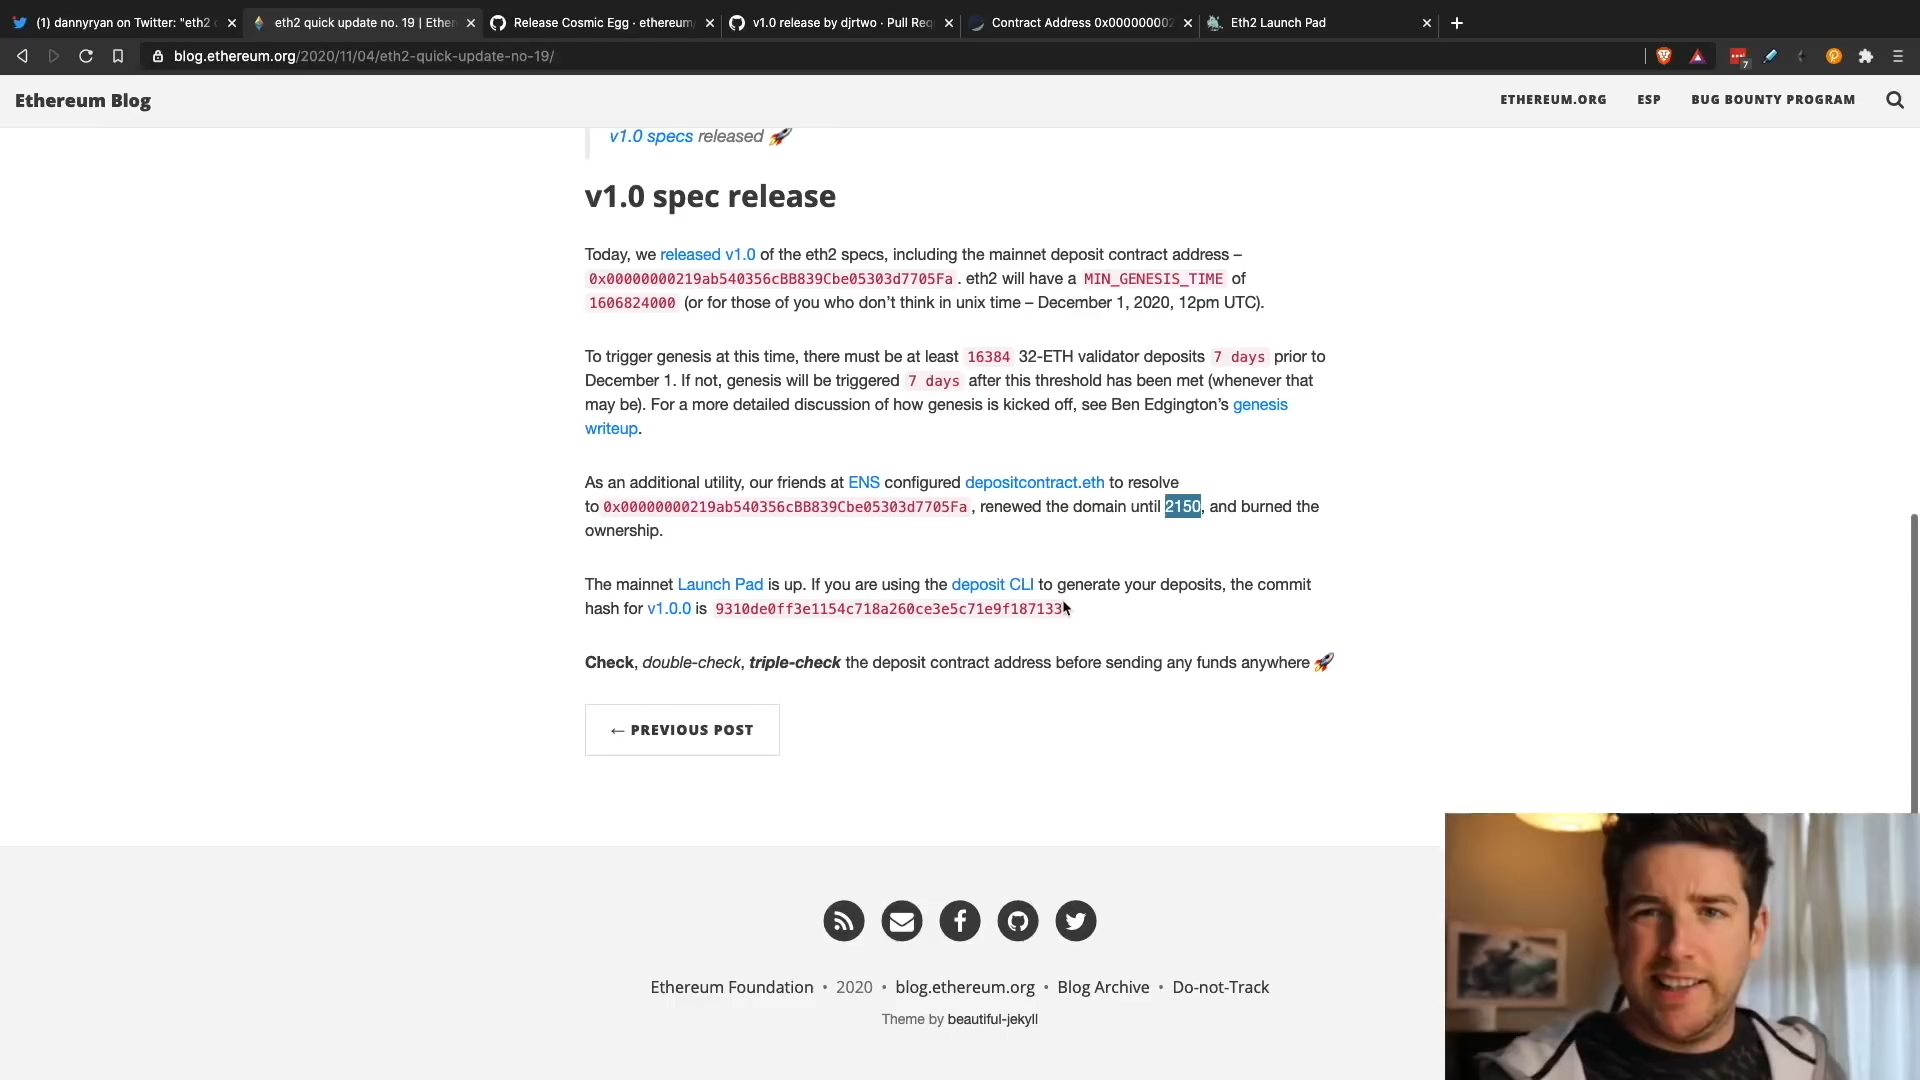 (1) dannyryan on Twitter: "eth2
eth2 quick update no. 19 | Ether
Release Cosmic Egg · ethereum
v1.0 release by djrtwo · Pull Req
Contract Address 0x000000002
Eth2 Launch Pad
blog.ethereum.org/2020/11/04/eth2-quick-update-no-19/
7
Ethereum Blog
ETHEREUM.ORG ESP BUG BOUNTY PROGRAM
v1.0 specs released 🚀
v1.0 spec release
Today, we released v1.0 of the eth2 specs, including the mainnet deposit contract address –
0x00000000219ab540356cBB839Cbe05303d7705Fa. eth2 will have a MIN_GENESIS_TIME of
1606824000 (or for those of you who don’t think in unix time – December 1, 2020, 12pm UTC).
To trigger genesis at this time, there must be at least 16384 32-ETH validator deposits 7 days prior to
December 1. If not, genesis will be triggered 7 days after this threshold has been met (whenever that
may be). For a more detailed discussion of how genesis is kicked off, see Ben Edgington’s genesis
writeup.
As an additional utility, our friends at ENS configured depositcontract.eth to resolve
to 0x00000000219ab540356cBB839Cbe05303d7705Fa, renewed the domain until 2150, and burned the
ownership.
The mainnet Launch Pad is up. If you are using the deposit CLI to generate your deposits, the commit
hash for v1.0.0 is 9310de0ff3e1154c718a260ce3e5c71e9f187133
Check, double-check, triple-check the deposit contract address before sending any funds anywhere 🚀
← PREVIOUS POST
Ethereum Foundation • 2020 • blog.ethereum.org • Blog Archive • Do-not-Track
Theme by beautiful-jekyll